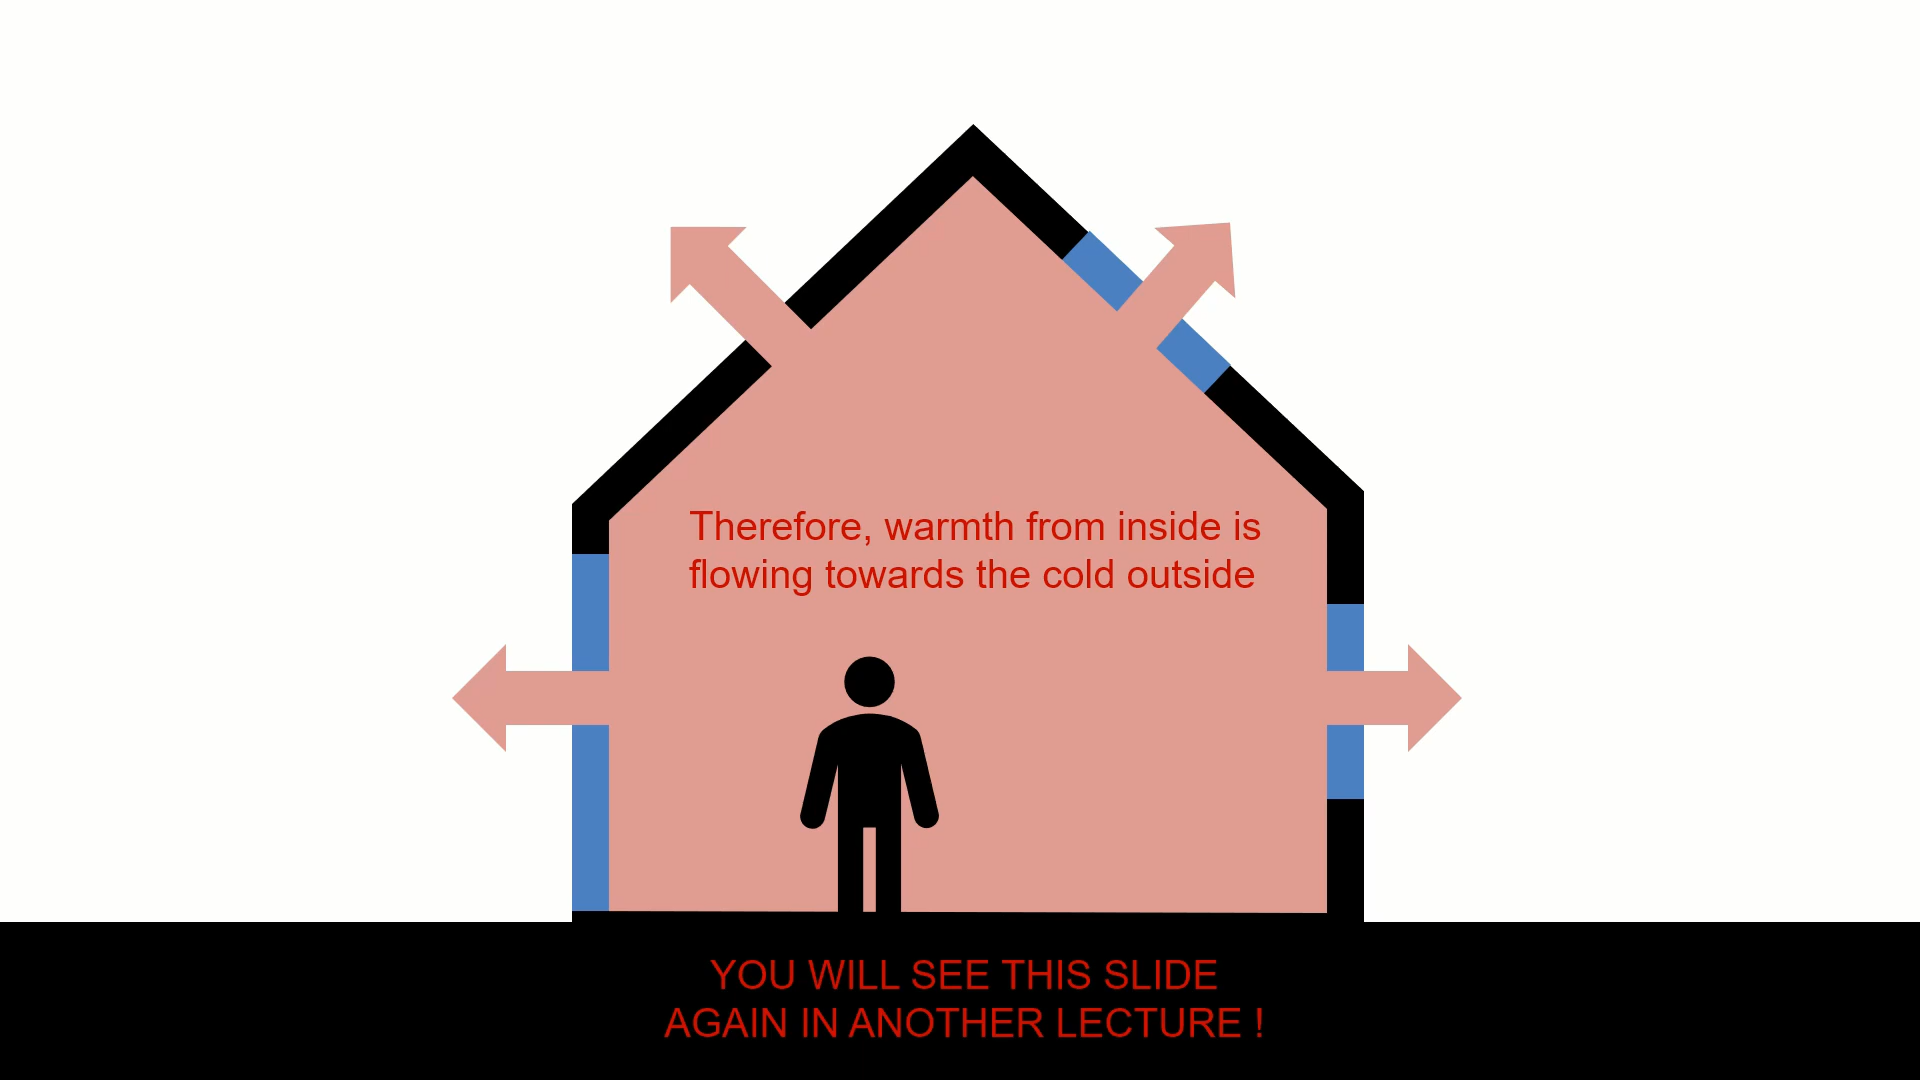 Therefore, warmth from inside is
flowing towards the cold outside
YOU WILL SEE THIS SLIDE
AGAIN IN ANOTHER LECTURE !